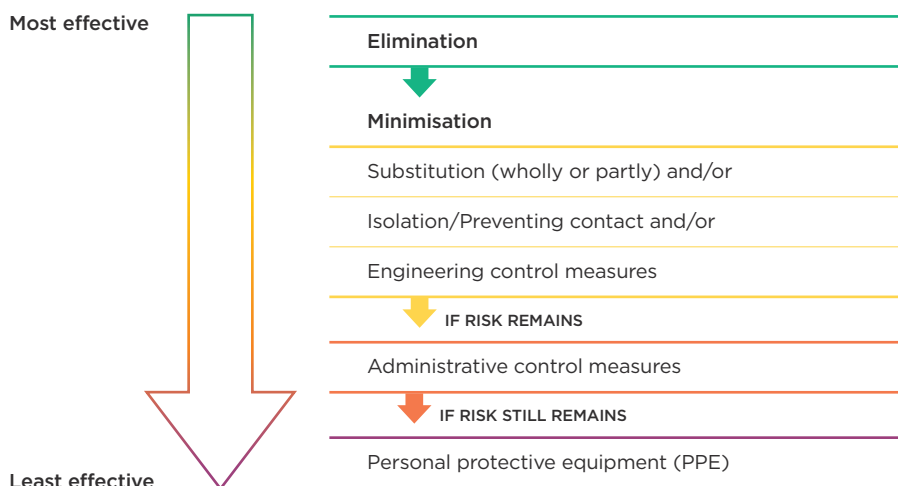 Most effective
Elimination
Minimisation
Substitution (wholly or partly) and/or
Isolation/Preventing contact and/or
Engineering control measures
IF RISK REMAINS
Administrative control measures
IF RISK STILL REMAINS
Personal protective equipment (PPE)
Least effective